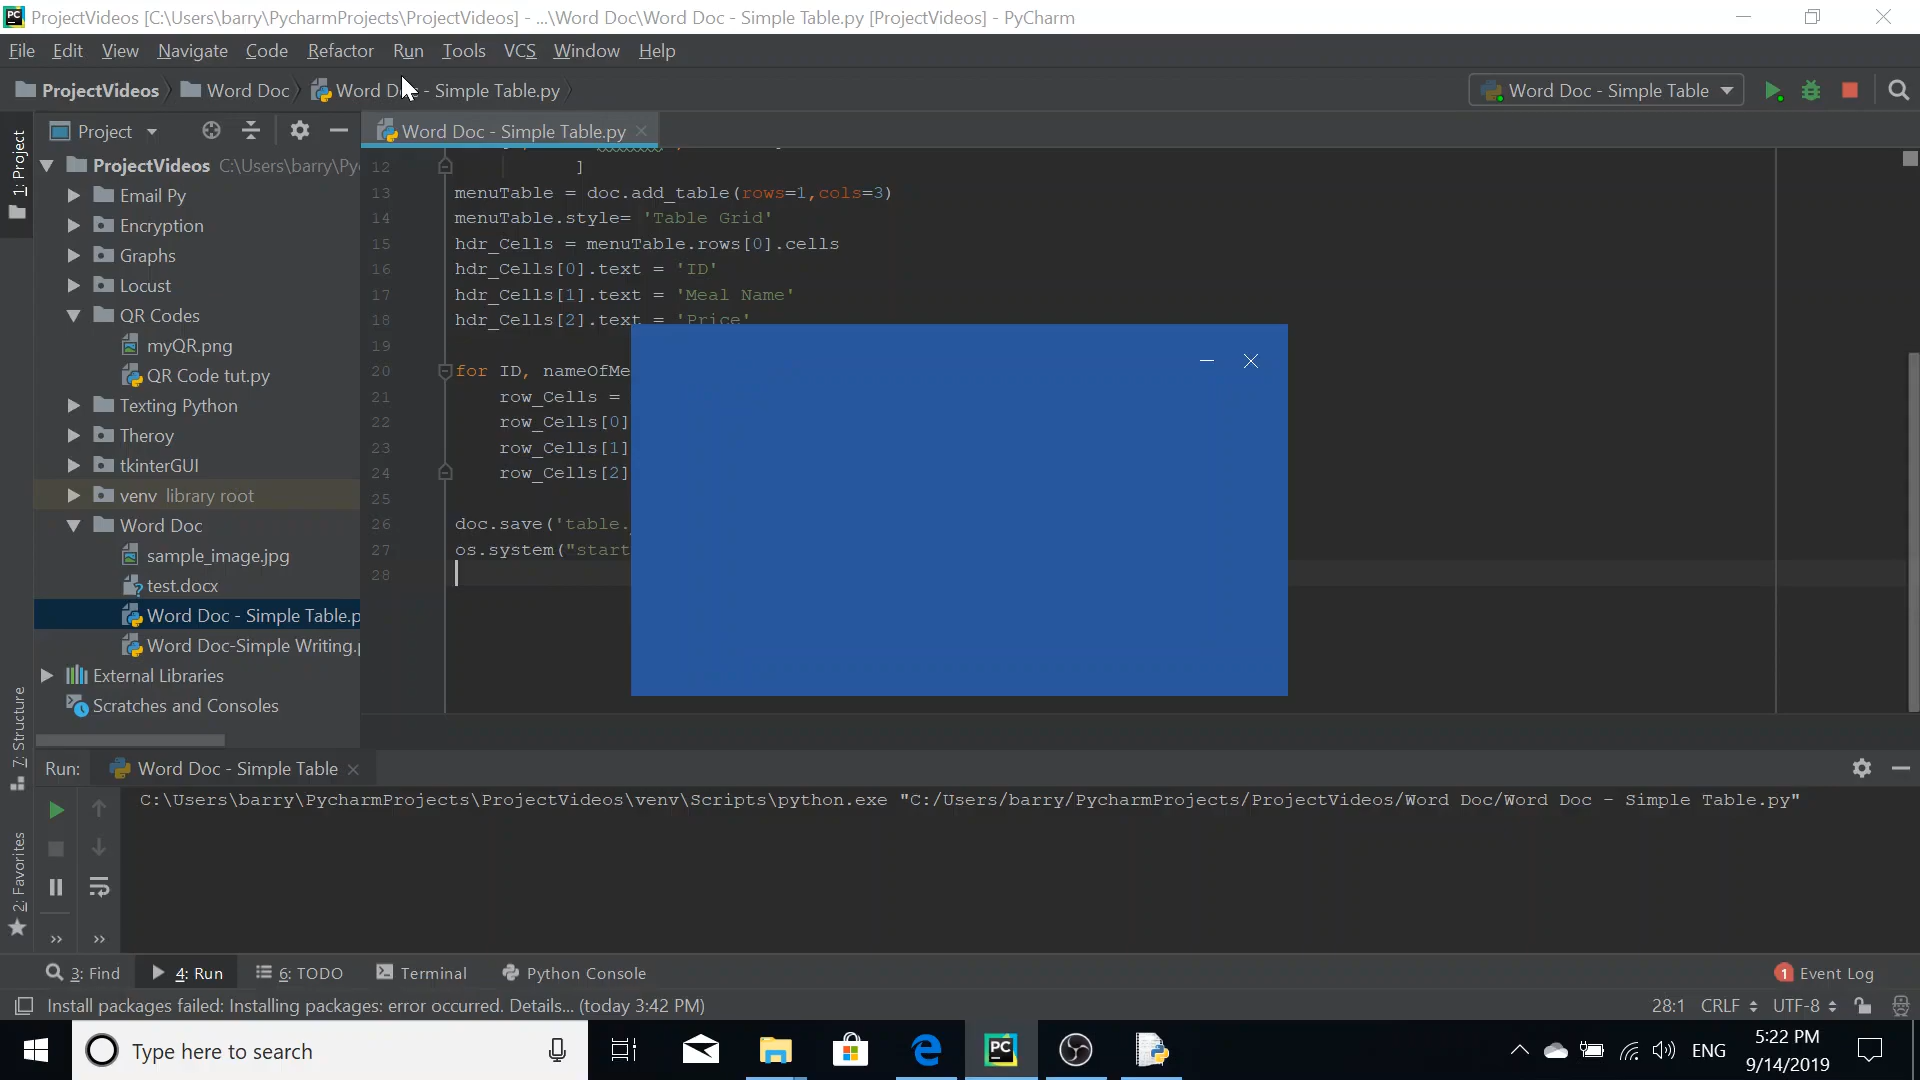 PC ProjectVideos [C:\Users\barry\PycharmProjects\ProjectVideos] - ...\Word Doc\Word Doc - Simple Table.py [ProjectVideos] - PyCharm
File Edit View Navigate Code Refactor Run Tools VCS Window Help
ProjectVideos Word Doc Word Doc - Simple Table.py Word Doc - Simple Table
Project Word Doc - Simple Table.py
1: Project
ProjectVideos C:\Users\barry\Py
Email Py
Encryption
Graphs
Locust
QR Codes
myQR.png
QR Code tut.py
Texting Python
Theroy
tkinterGUI
venv library root
Word Doc
sample_image.jpg
test.docx
Word Doc - Simple Table.p
Word Doc-Simple Writing.p
External Libraries
Scratches and Consoles
12 ]
13 menuTable = doc.add_table(rows=1,cols=3)
14 menuTable.style= 'Table Grid'
15 hdr_Cells = menuTable.rows[0].cells
16 hdr_Cells[0].text = 'ID'
17 hdr_Cells[1].text = 'Meal Name'
18 hdr_Cells[2].text = 'Price'
19
20 for ID, nameOfMe
21 row_Cells =
22 row_Cells[0]
23 row_Cells[1]
24 row_Cells[2]
25
26 doc.save('table.
27 os.system("start
28
7: Structure
2: Favorites
Run: Word Doc - Simple Table
C:\Users\barry\PycharmProjects\ProjectVideos\venv\Scripts\python.exe "C:/Users/barry/PycharmProjects/ProjectVideos/Word Doc/Word Doc - Simple Table.py"
3: Find 4: Run 6: TODO Terminal Python Console 1 Event Log
Install packages failed: Installing packages: error occurred. Details... (today 3:42 PM) 28:1 CRLF UTF-8
Type here to search PC ENG 5:22 PM
9/14/2019